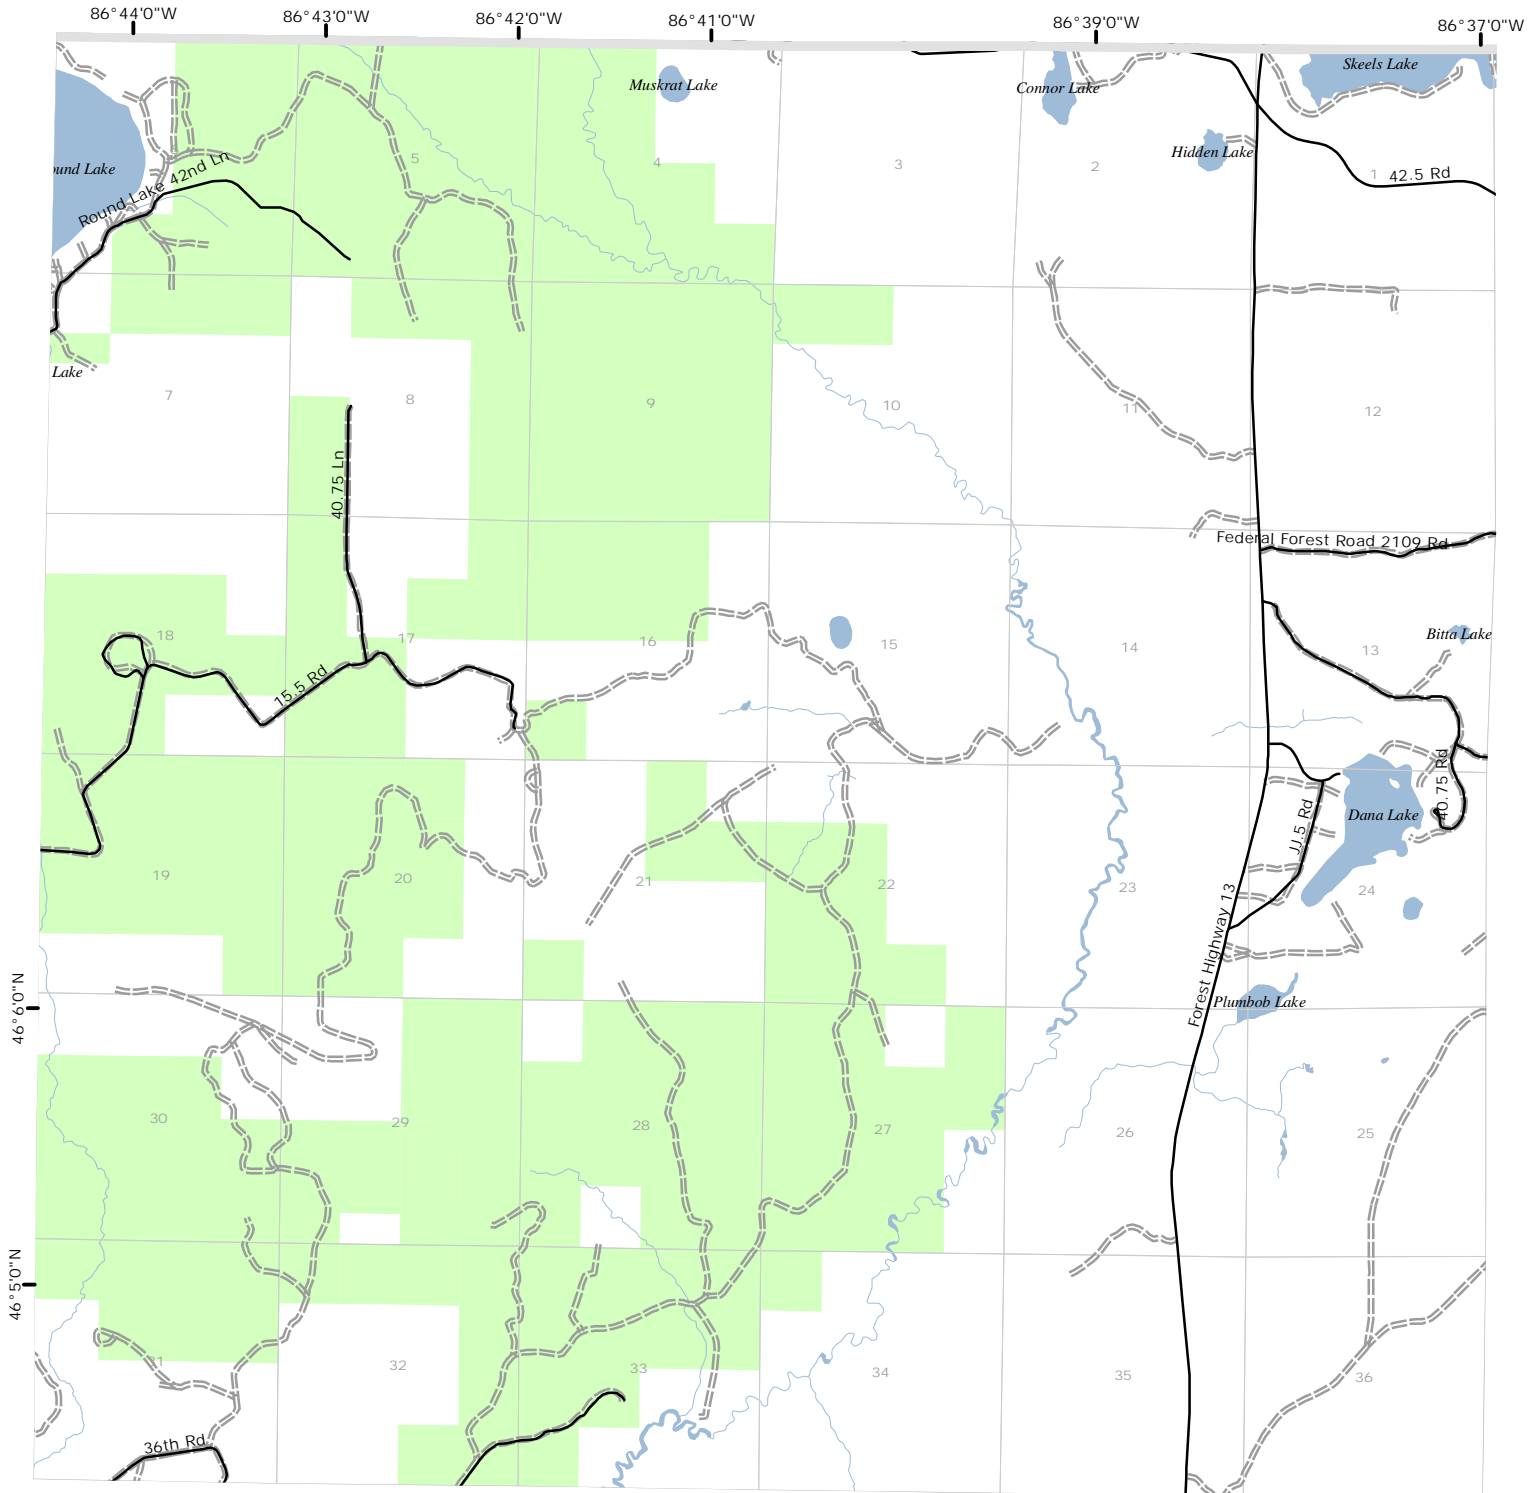 86°44'0"W
86°43'0"W
86°42'0"W
86°41'0"W
86°39'0"W
86°37'0"W
Muskrat Lake
Connor Lake
Skeels Lake
ound Lake
Round Lake 42nd Ln
5
4
3
2
Hidden Lake
1
42.5 Rd
Lake
7
8
9
10
11
12
40.75 Ln
Federal Forest Road 2109 Rd
18
17
16
15
14
13
Bitta Lake
15.5 Rd
40.75 Rd
Dana Lake
JJ.5 Rd
19
20
21
22
23
24
Forest Highway 13
Plumbob Lake
46°6'0"N
30
29
28
27
26
25
46°5'0"N
31
32
33
34
35
36
36th Rd